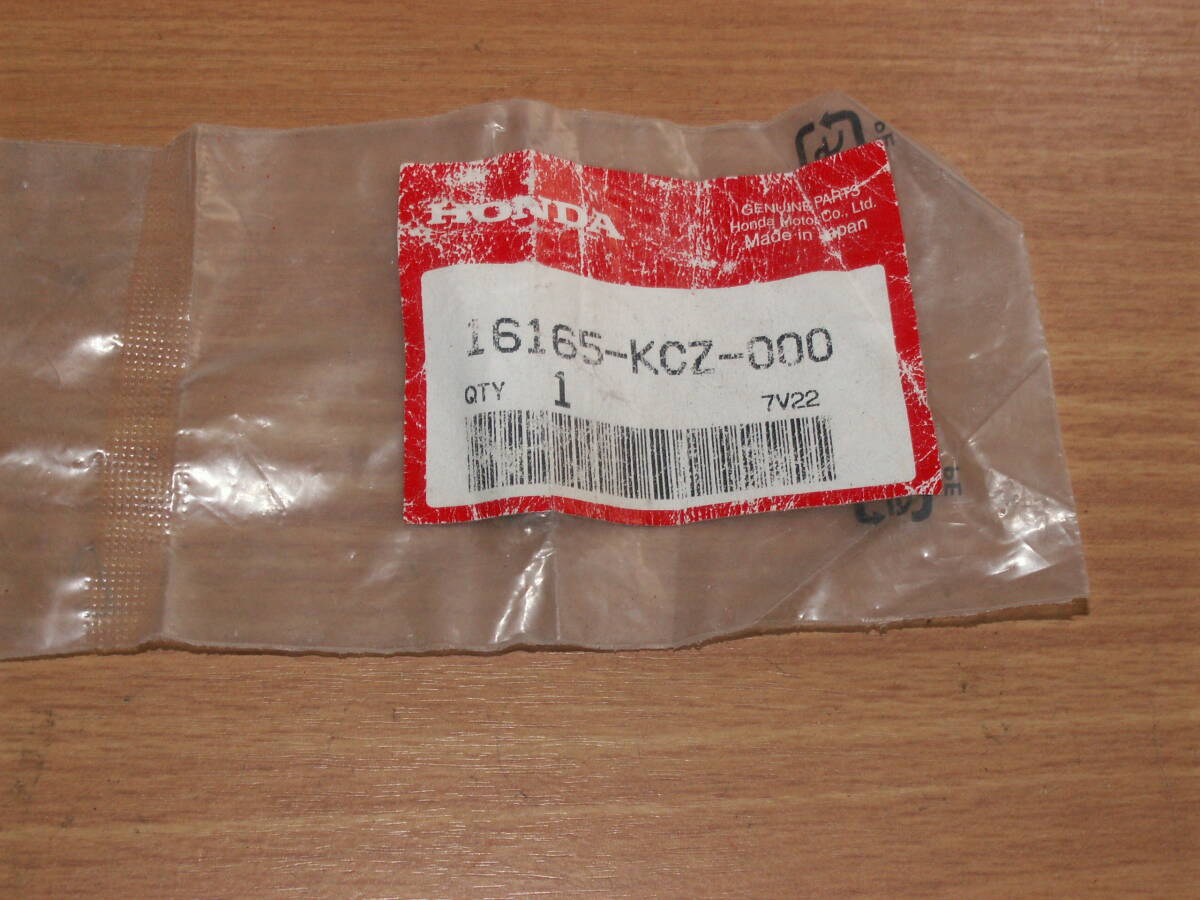 HONDA
GENUINE PARTS
Honda Motor Co., Ltd.
Made in Japan
16165-KCZ-000
QTY 1 7V22